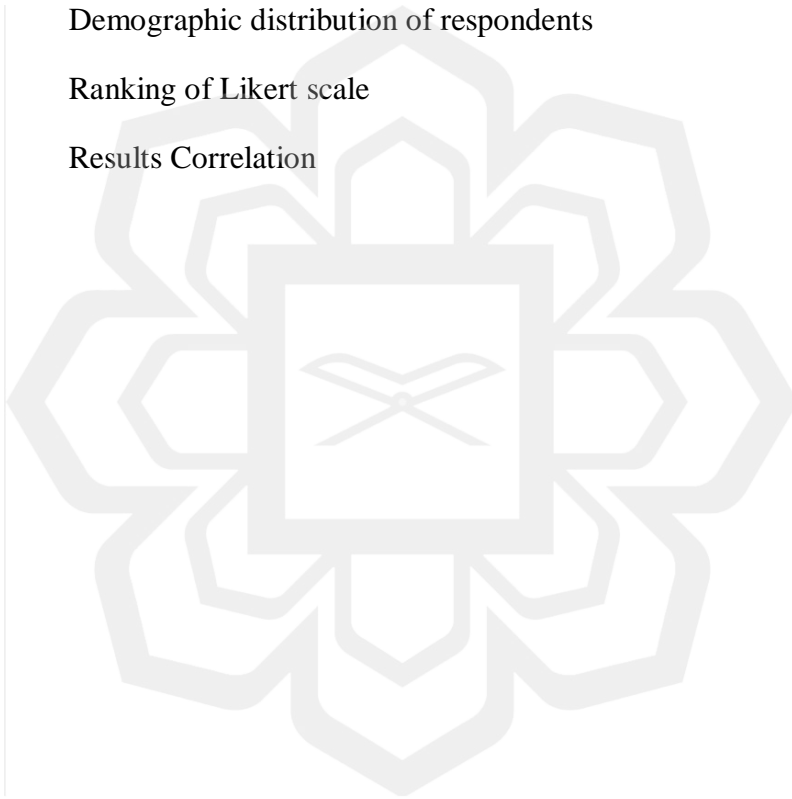 Demographic distribution of respondents
Ranking of Likert scale
Results Correlation